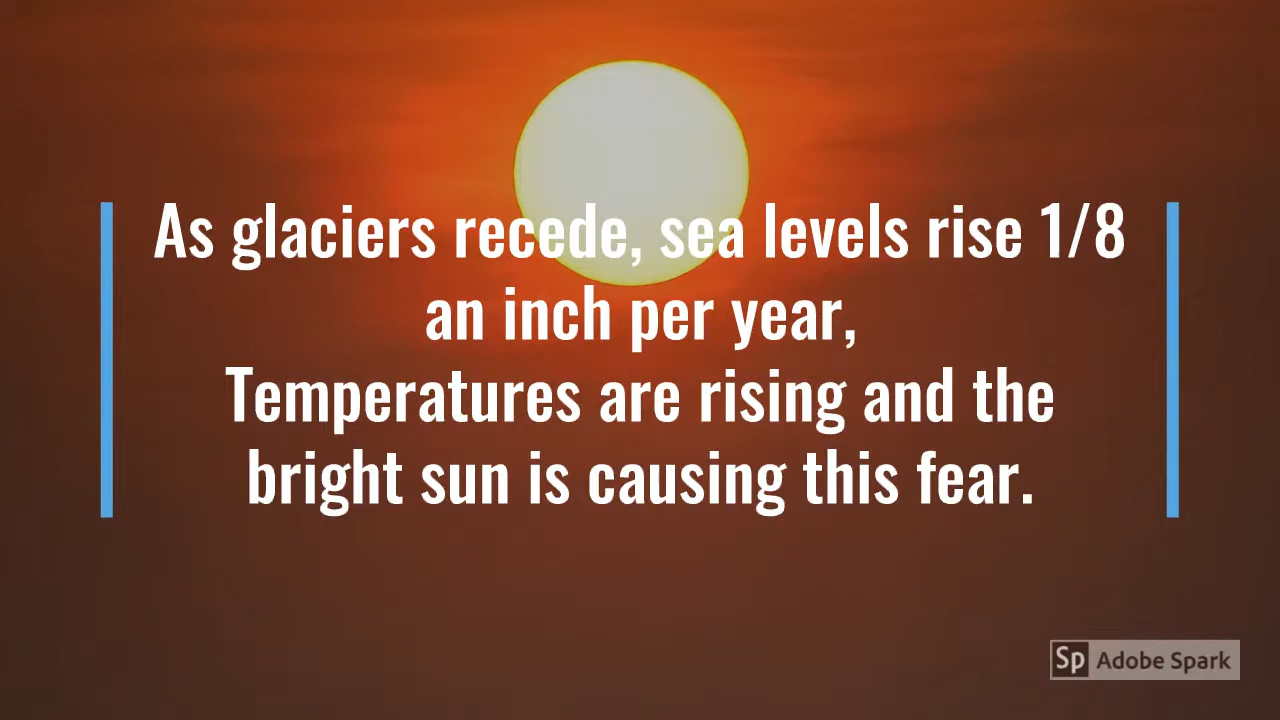 As glaciers recede, sea levels rise 1/8
an inch per year,
Temperatures are rising and the
bright sun is causing this fear.
Sp Adobe Spark